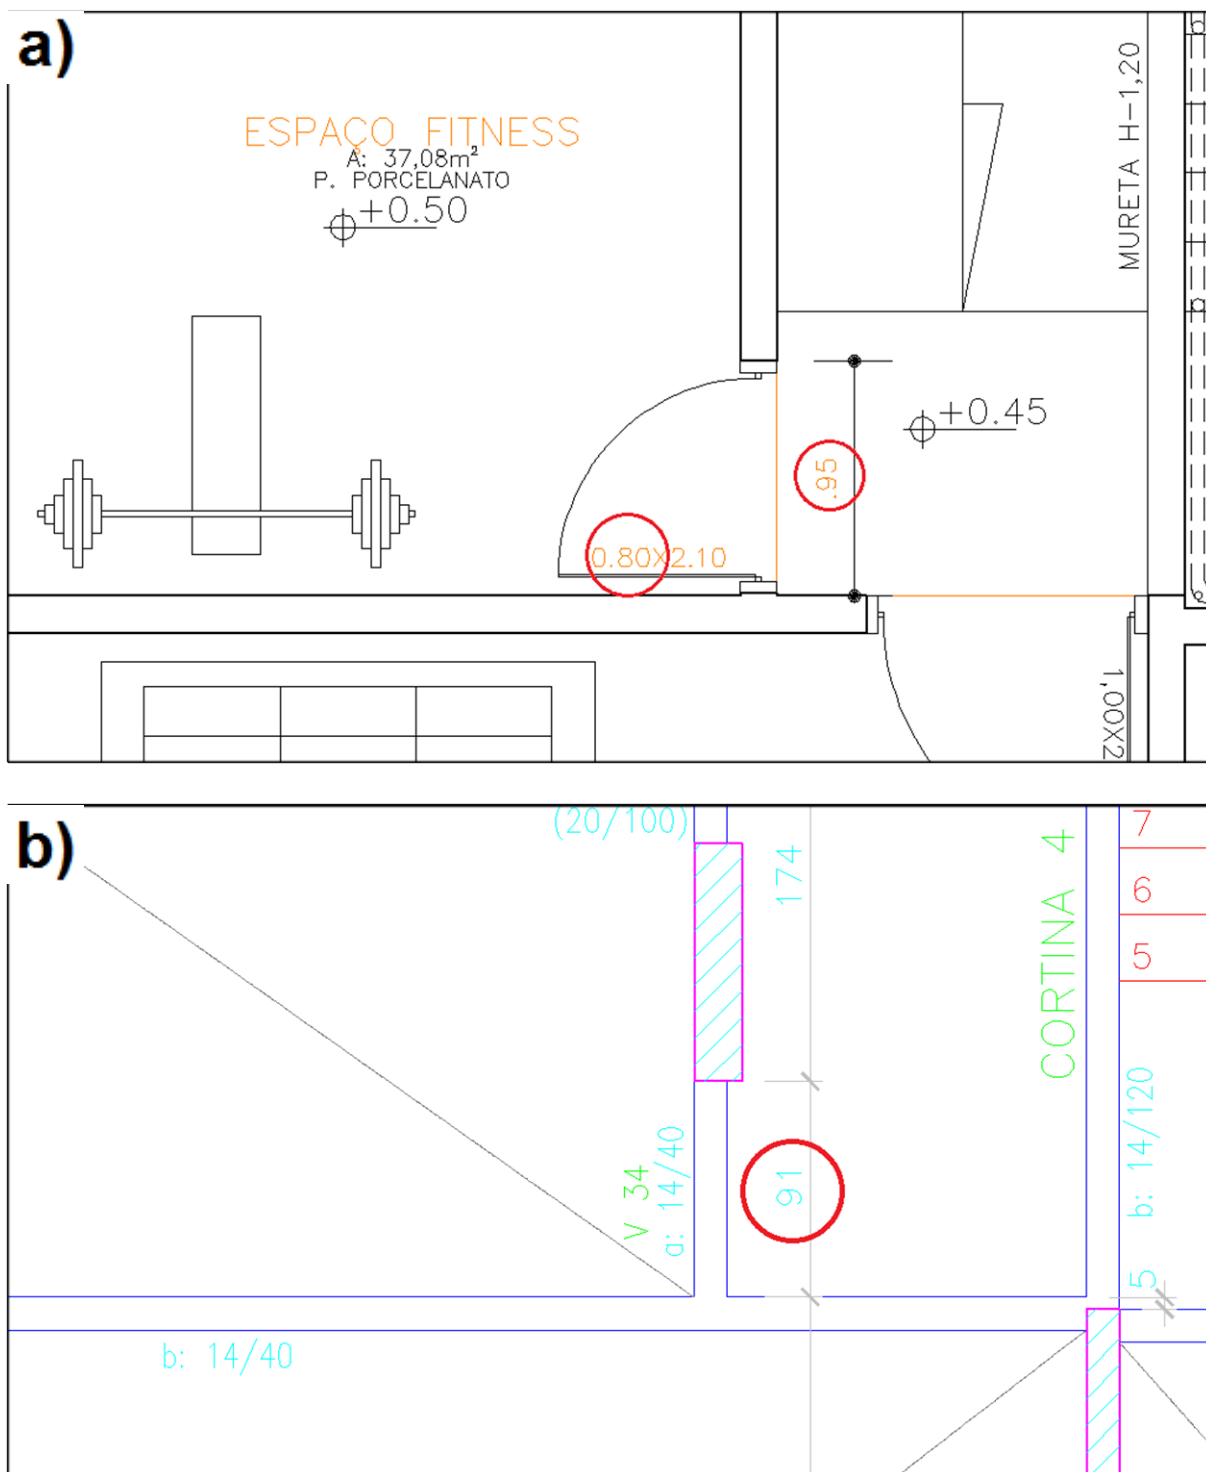 a)
ESPAÇO FITNESS
A: 37,08m²
P. PORCELANATO
+0.50
MURETA H-1,20
+0.45
.95
0.80X2.10
1,00X2
b)
(20/100)
174
CORTINA 4
7
6
5
V 34
a: 14/40
91
b: 14/120
5
b: 14/40